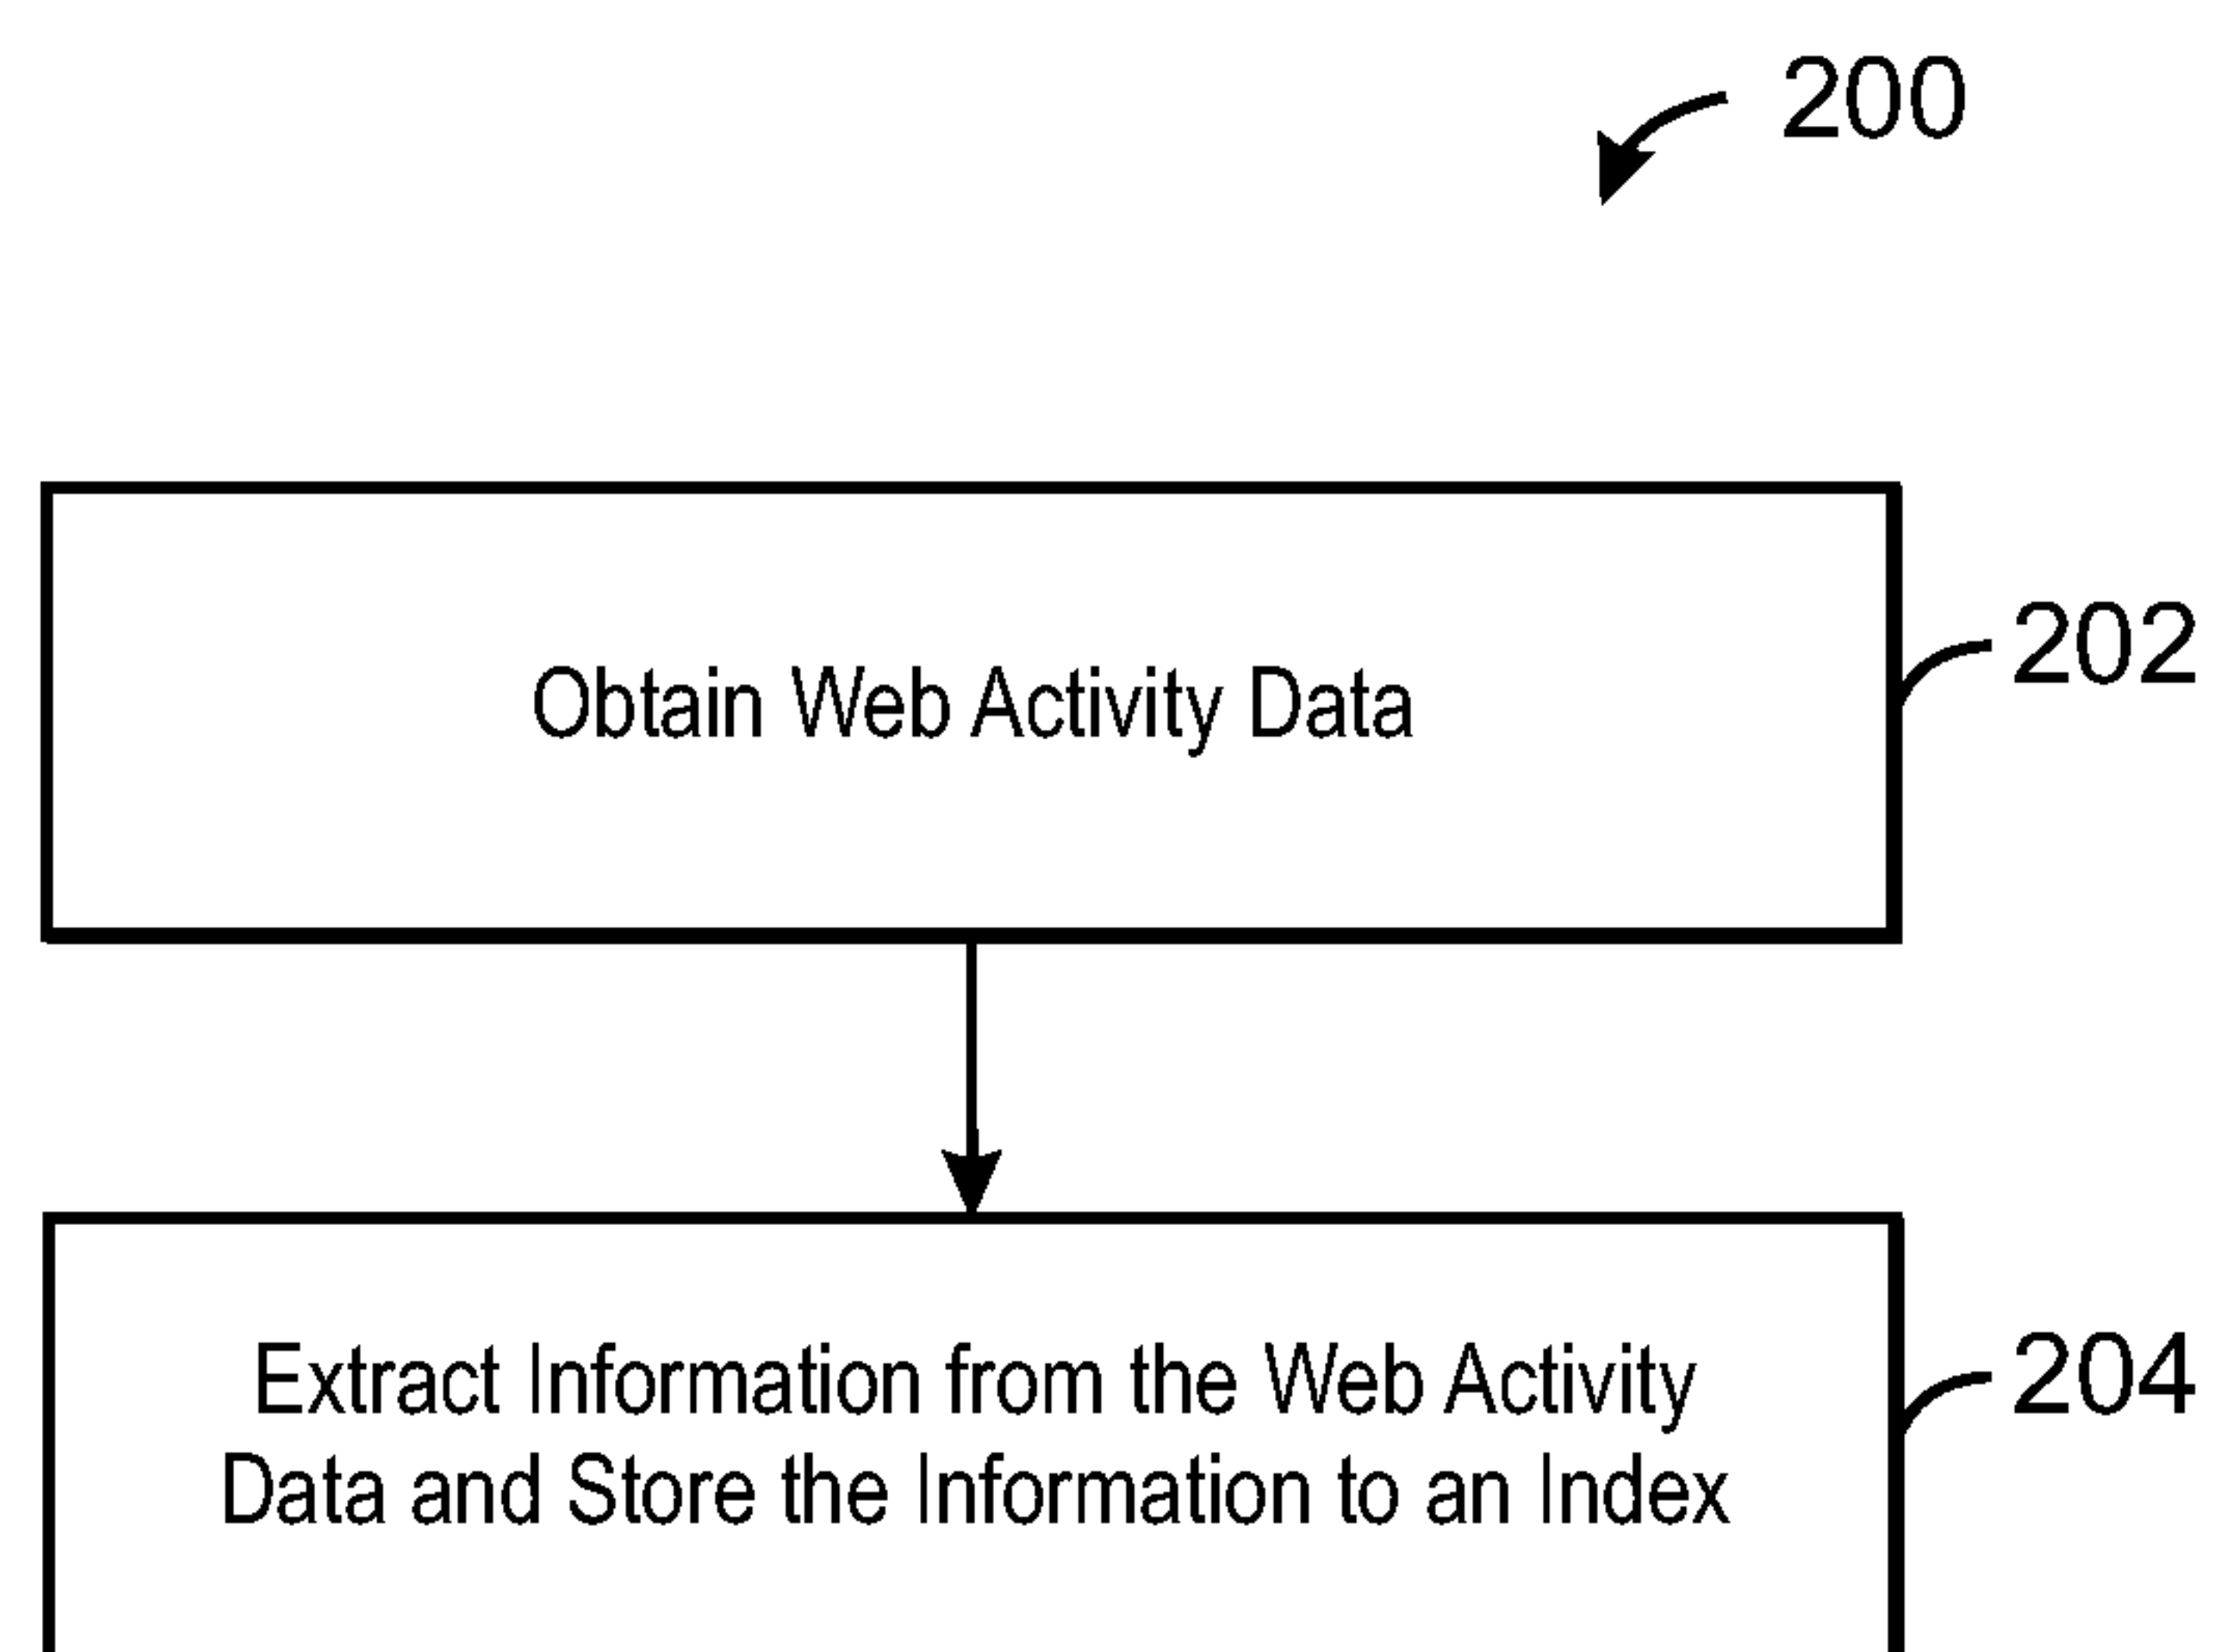 200
Obtain Web Activity Data
202
Extract Information from the Web Activity
Data and Store the Information to an Index
204